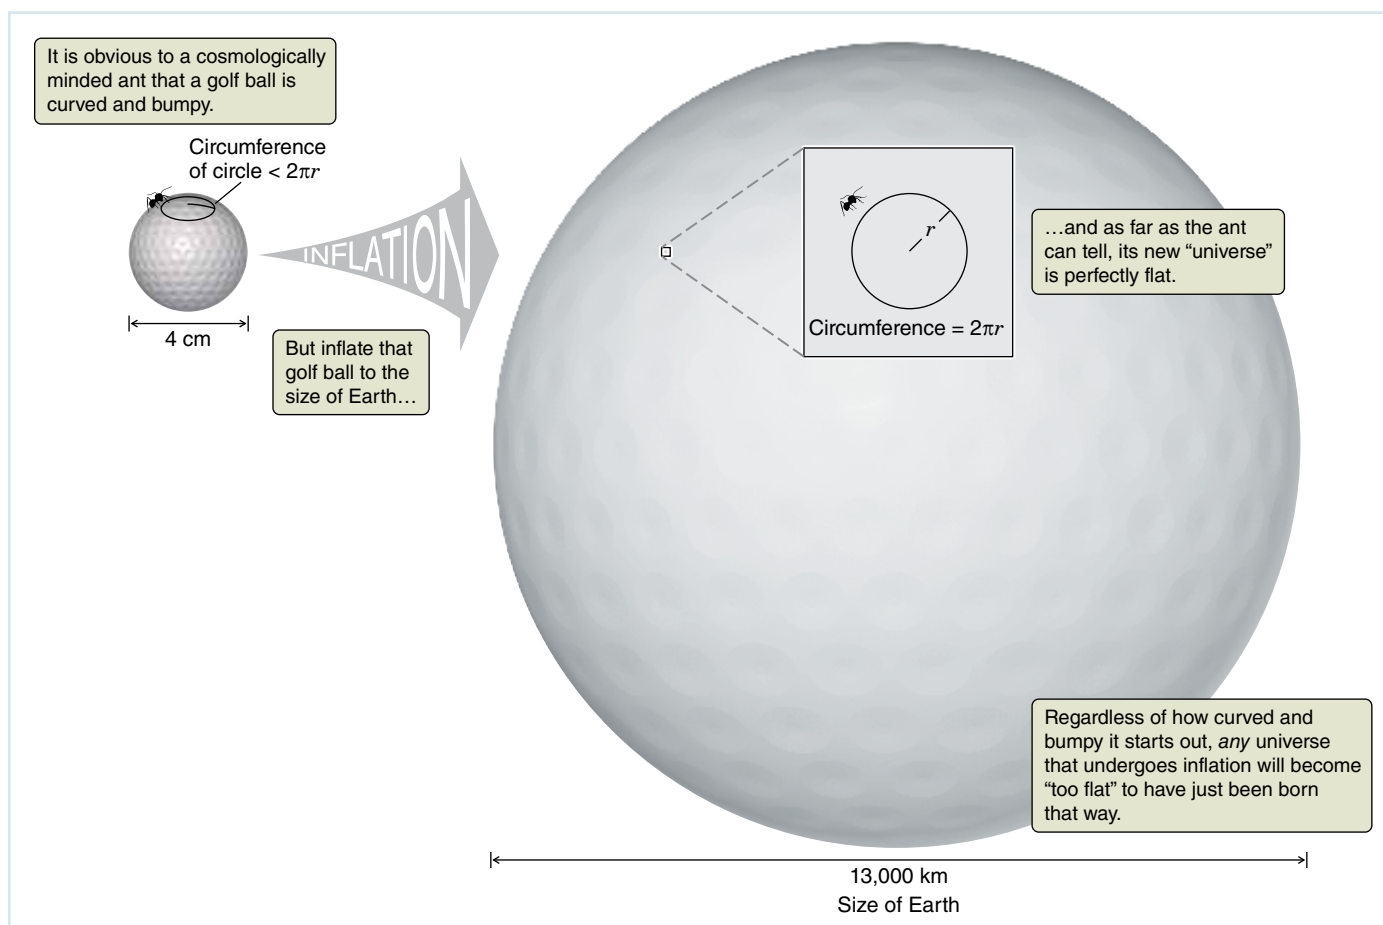 It is obvious to a cosmologically
minded ant that a golf ball is
curved and bumpy.
Circumference
of circle < 2πr
4 cm
INFLATION
But inflate that
golf ball to the
size of Earth…
r
Circumference = 2πr
…and as far as the ant
can tell, its new “universe”
is perfectly flat.
Regardless of how curved and
bumpy it starts out, any universe
that undergoes inflation will become
“too flat” to have just been born
that way.
13,000 km
Size of Earth